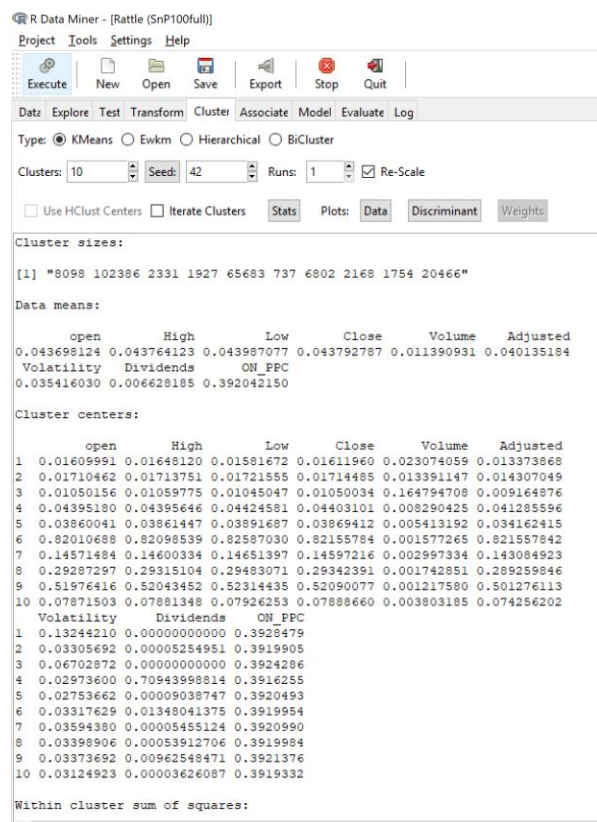 R Data Miner - [Rattle (SnP100full)]
Project Tools Settings Help
Execute New Open Save Export Stop Quit
Data Explore Test Transform Cluster Associate Model Evaluate Log
Type: KMeans Ewkm Hierarchical BiCluster
Clusters: 10 Seed: 42 Runs: 1 Re-Scale
Use HClust Centers Iterate Clusters Stats Plots: Data Discriminant Weights
Cluster sizes:
[1] "8098 102386 2331 1927 65683 737 6802 2168 1754 20466"
Data means:
open High Low Close Volume Adjusted
0.043698124 0.043764123 0.043987077 0.043792787 0.011390931 0.040135184
Volatility Dividends ON_PPC
0.035416030 0.006628185 0.392042150
Cluster centers:
open High Low Close Volume Adjusted
1 0.01609991 0.01648120 0.01581672 0.01611960 0.023074059 0.013373868
2 0.01710462 0.01713751 0.01721555 0.01714485 0.013391147 0.014307049
3 0.01050156 0.01059775 0.01045047 0.01050034 0.164794708 0.009164876
4 0.04395180 0.04395646 0.04424581 0.04403101 0.008290425 0.041285596
5 0.03860041 0.03861447 0.03891687 0.03869412 0.005413192 0.034162415
6 0.82010688 0.82098539 0.82587030 0.82155784 0.001577265 0.821557842
7 0.14571484 0.14600334 0.14651397 0.14597216 0.002997334 0.143084923
8 0.29287297 0.29315104 0.29483071 0.29342391 0.001742851 0.289259846
9 0.51976416 0.52043452 0.52314435 0.52090077 0.001217580 0.501276113
10 0.07871503 0.07881348 0.07926253 0.07888660 0.003803185 0.074256202
Volatility Dividends ON_PPC
1 0.13244210 0.00000000000 0.3928479
2 0.03305692 0.00005254951 0.3919905
3 0.06702872 0.00000000000 0.3924286
4 0.02973600 0.70943998814 0.3916255
5 0.02753662 0.00009038747 0.3920493
6 0.03317629 0.01348041375 0.3919954
7 0.03594380 0.00005455124 0.3920990
8 0.03398906 0.00053912706 0.3919984
9 0.03373692 0.00962548471 0.3921376
10 0.03124923 0.00003626087 0.3919332
Within cluster sum of squares: